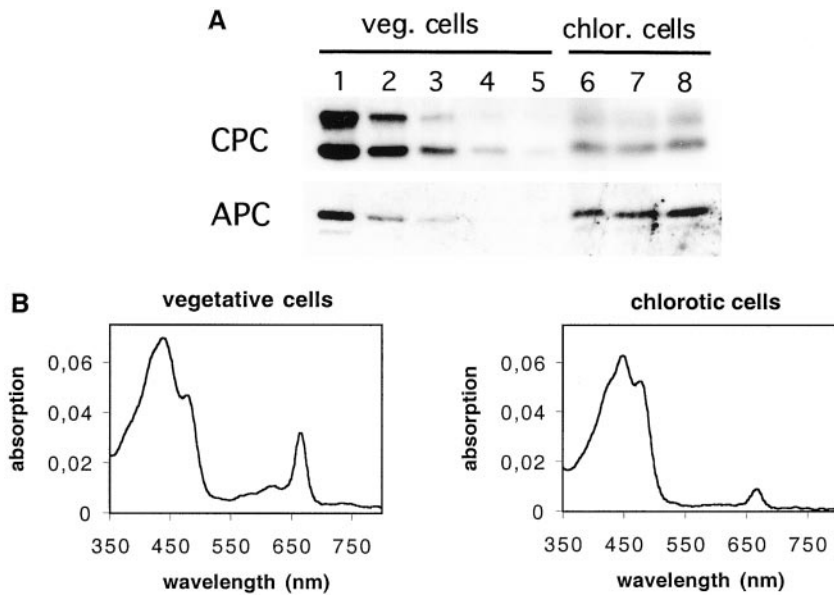 A
veg. cells
chlor. cells
1 2 3 4 5 6 7 8
CPC
APC
B
vegetative cells
absorption
0,06
0,04
0,02
0
350 450 550 650 750
wavelength (nm)
chlorotic cells
absorption
0,06
0,04
0,02
0
350 450 550 650 750
wavelength (nm)